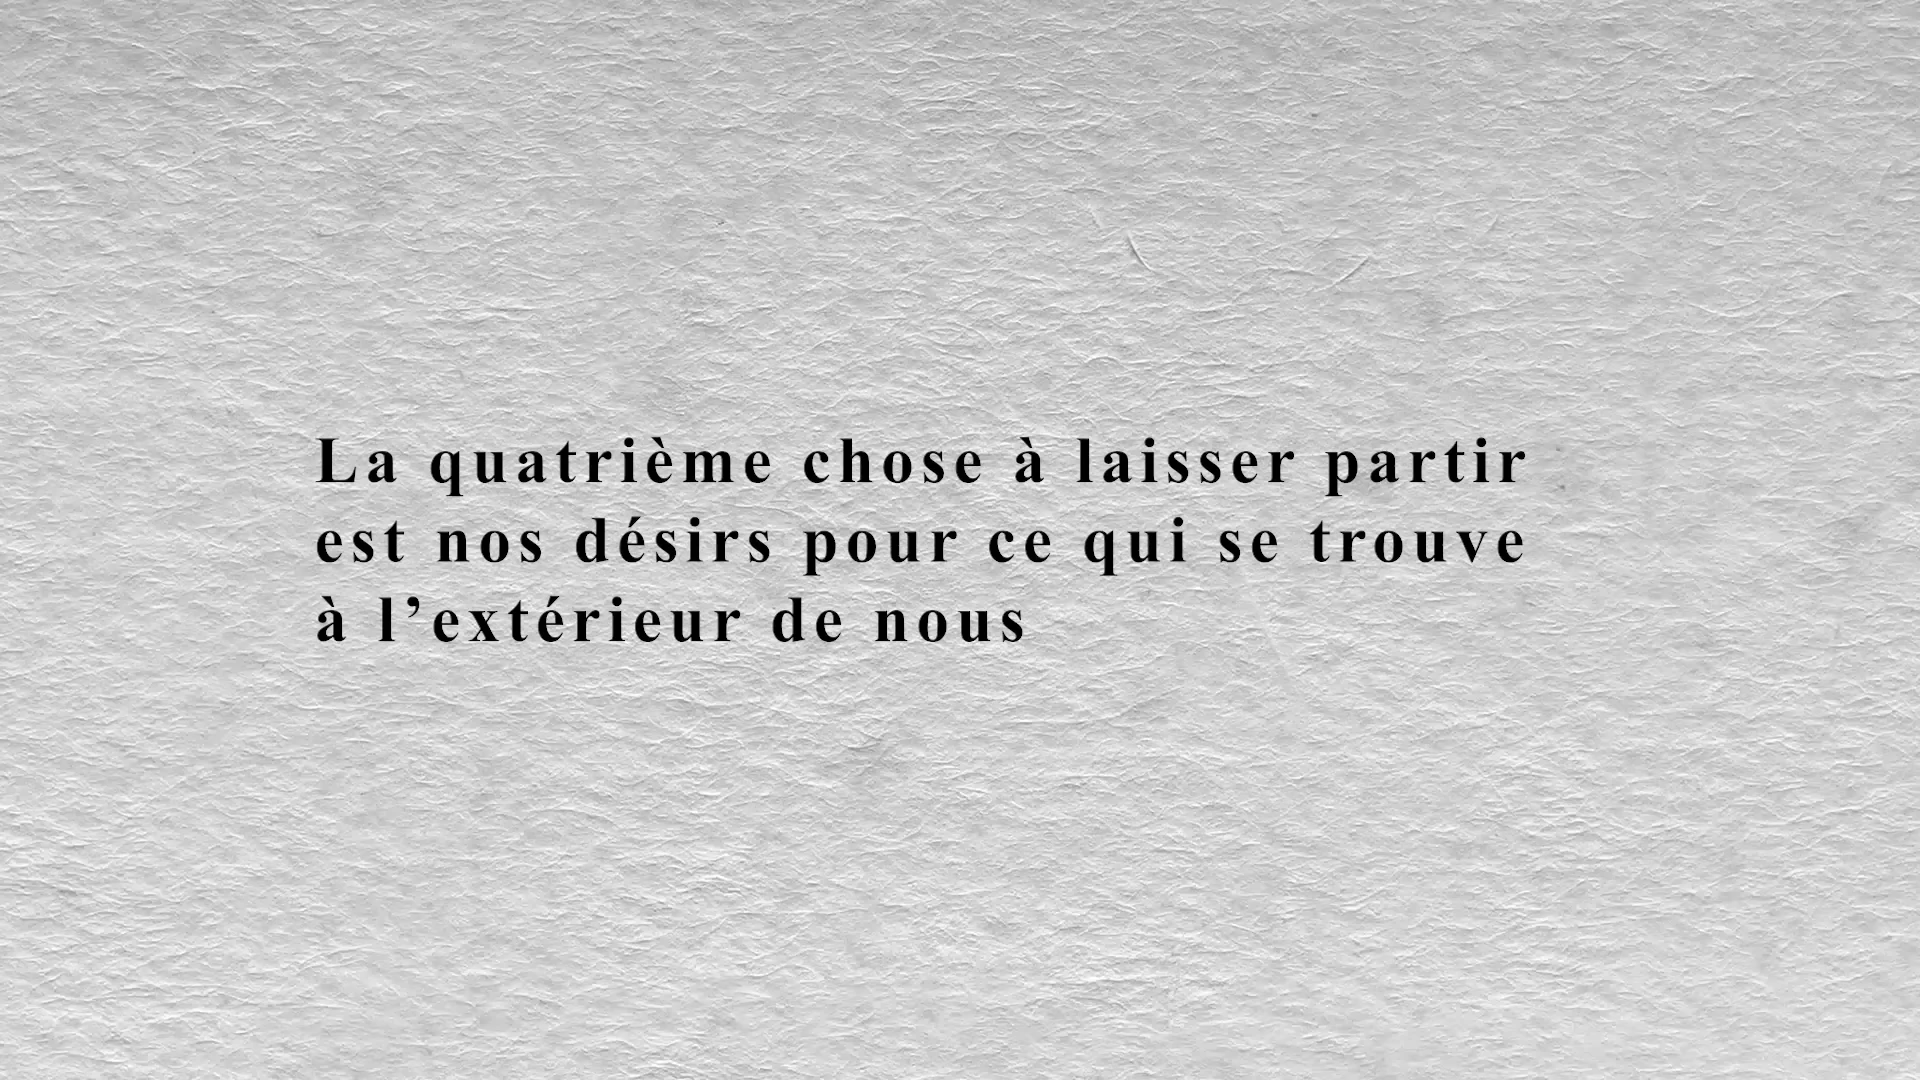 La quatrième chose à laisser partir
est nos désirs pour ce qui se trouve
à l’extérieur de nous